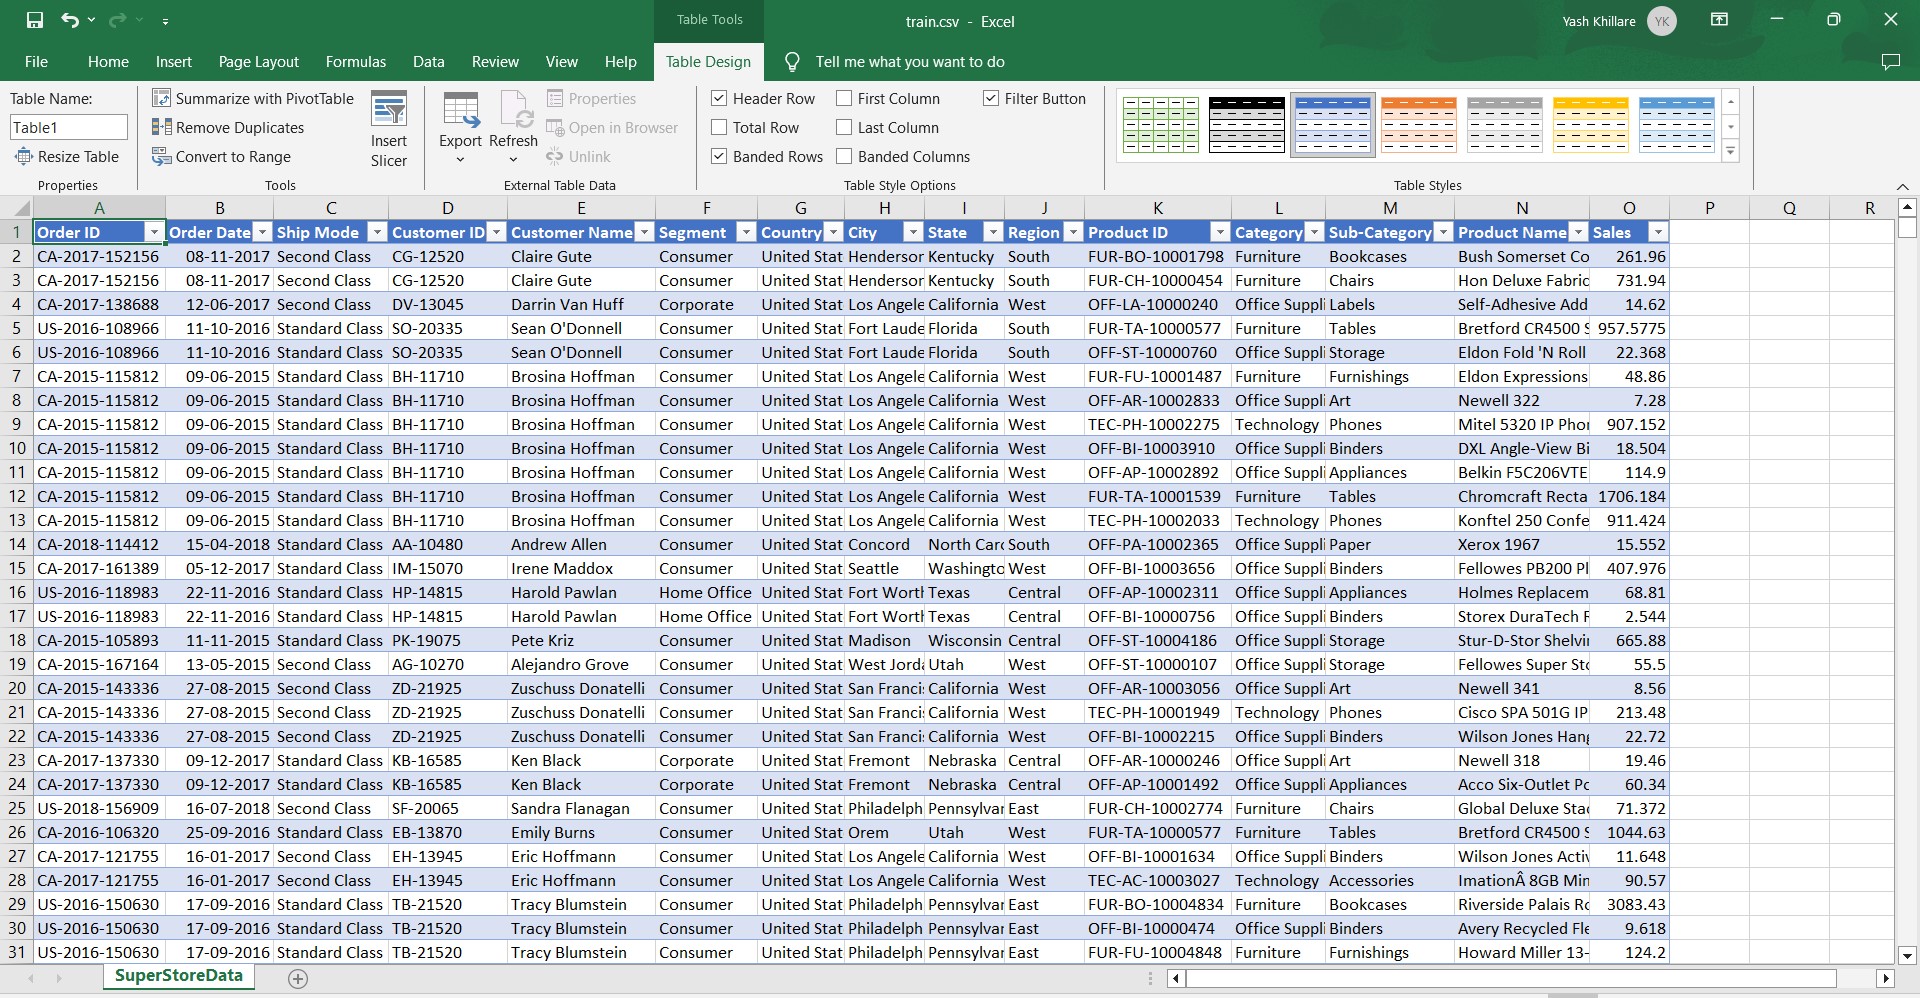 Table Tools
train.csv - Excel
Yash Khillare YK
File Home Insert Page Layout Formulas Data Review View Help Table Design Tell me what you want to do
Table Name:
Table1
Resize Table
Properties
Summarize with PivotTable
Remove Duplicates
Convert to Range
Insert
Slicer
Tools
Export
Refresh
Properties
Open in Browser
Unlink
External Table Data
Header Row
First Column
Filter Button
Total Row
Last Column
Banded Rows
Banded Columns
Table Style Options
Table Styles
A B C D E F G H I J K L M N O P Q R
1 Order ID Order Date Ship Mode Customer ID Customer Name Segment Country City State Region Product ID Category Sub-Category Product Name Sales
2 CA-2017-152156 08-11-2017 Second Class CG-12520 Claire Gute Consumer United Stat Henderson Kentucky South FUR-BO-10001798 Furniture Bookcases Bush Somerset Co 261.96
3 CA-2017-152156 08-11-2017 Second Class CG-12520 Claire Gute Consumer United Stat Henderson Kentucky South FUR-CH-10000454 Furniture Chairs Hon Deluxe Fabric 731.94
4 CA-2017-138688 12-06-2017 Second Class DV-13045 Darrin Van Huff Corporate United Stat Los Angele California West OFF-LA-10000240 Office Suppli Labels Self-Adhesive Add 14.62
5 US-2016-108966 11-10-2016 Standard Class SO-20335 Sean O'Donnell Consumer United Stat Fort Laude Florida South FUR-TA-10000577 Furniture Tables Bretford CR4500 S 957.5775
6 US-2016-108966 11-10-2016 Standard Class SO-20335 Sean O'Donnell Consumer United Stat Fort Laude Florida South OFF-ST-10000760 Office Suppli Storage Eldon Fold 'N Roll 22.368
7 CA-2015-115812 09-06-2015 Standard Class BH-11710 Brosina Hoffman Consumer United Stat Los Angele California West FUR-FU-10001487 Furniture Furnishings Eldon Expressions 48.86
8 CA-2015-115812 09-06-2015 Standard Class BH-11710 Brosina Hoffman Consumer United Stat Los Angele California West OFF-AR-10002833 Office Suppli Art Newell 322 7.28
9 CA-2015-115812 09-06-2015 Standard Class BH-11710 Brosina Hoffman Consumer United Stat Los Angele California West TEC-PH-10002275 Technology Phones Mitel 5320 IP Phon 907.152
10 CA-2015-115812 09-06-2015 Standard Class BH-11710 Brosina Hoffman Consumer United Stat Los Angele California West OFF-BI-10003910 Office Suppli Binders DXL Angle-View Bi 18.504
11 CA-2015-115812 09-06-2015 Standard Class BH-11710 Brosina Hoffman Consumer United Stat Los Angele California West OFF-AP-10002892 Office Suppli Appliances Belkin F5C206VTE 114.9
12 CA-2015-115812 09-06-2015 Standard Class BH-11710 Brosina Hoffman Consumer United Stat Los Angele California West FUR-TA-10001539 Furniture Tables Chromcraft Recta 1706.184
13 CA-2015-115812 09-06-2015 Standard Class BH-11710 Brosina Hoffman Consumer United Stat Los Angele California West TEC-PH-10002033 Technology Phones Konftel 250 Confe 911.424
14 CA-2018-114412 15-04-2018 Standard Class AA-10480 Andrew Allen Consumer United Stat Concord North Card South OFF-PA-10002365 Office Suppli Paper Xerox 1967 15.552
15 CA-2017-161389 05-12-2017 Standard Class IM-15070 Irene Maddox Consumer United Stat Seattle Washingto West OFF-BI-10003656 Office Suppli Binders Fellowes PB200 Pl 407.976
16 US-2016-118983 22-11-2016 Standard Class HP-14815 Harold Pawlan Home Office United Stat Fort Worth Texas Central OFF-AP-10002311 Office Suppli Appliances Holmes Replacem 68.81
17 US-2016-118983 22-11-2016 Standard Class HP-14815 Harold Pawlan Home Office United Stat Fort Worth Texas Central OFF-BI-10000756 Office Suppli Binders Storex DuraTech R 2.544
18 CA-2015-105893 11-11-2015 Standard Class PK-19075 Pete Kriz Consumer United Stat Madison Wisconsin Central OFF-ST-10004186 Office Suppli Storage Stur-D-Stor Shelvin 665.88
19 CA-2015-167164 13-05-2015 Second Class AG-10270 Alejandro Grove Consumer United Stat West Jorda Utah West OFF-ST-10000107 Office Suppli Storage Fellowes Super Sto 55.5
20 CA-2015-143336 27-08-2015 Second Class ZD-21925 Zuschuss Donatelli Consumer United Stat San Francis California West OFF-AR-10003056 Office Suppli Art Newell 341 8.56
21 CA-2015-143336 27-08-2015 Second Class ZD-21925 Zuschuss Donatelli Consumer United Stat San Francis California West TEC-PH-10001949 Technology Phones Cisco SPA 501G IP 213.48
22 CA-2015-143336 27-08-2015 Second Class ZD-21925 Zuschuss Donatelli Consumer United Stat San Francis California West OFF-BI-10002215 Office Suppli Binders Wilson Jones Hang 22.72
23 CA-2017-137330 09-12-2017 Standard Class KB-16585 Ken Black Corporate United Stat Fremont Nebraska Central OFF-AR-10000246 Office Suppli Art Newell 318 19.46
24 CA-2017-137330 09-12-2017 Standard Class KB-16585 Ken Black Corporate United Stat Fremont Nebraska Central OFF-AP-10001492 Office Suppli Appliances Acco Six-Outlet Po 60.34
25 US-2018-156909 16-07-2018 Second Class SF-20065 Sandra Flanagan Consumer United Stat Philadelph Pennsylvan East FUR-CH-10002774 Furniture Chairs Global Deluxe Stac 71.372
26 CA-2016-106320 25-09-2016 Standard Class EB-13870 Emily Burns Consumer United Stat Orem Utah West FUR-TA-10000577 Furniture Tables Bretford CR4500 S 1044.63
27 CA-2017-121755 16-01-2017 Second Class EH-13945 Eric Hoffmann Consumer United Stat Los Angele California West OFF-BI-10001634 Office Suppli Binders Wilson Jones Activ 11.648
28 CA-2017-121755 16-01-2017 Second Class EH-13945 Eric Hoffmann Consumer United Stat Los Angele California West TEC-AC-10003027 Technology Accessories ImationÂ 8GB Min 90.57
29 US-2016-150630 17-09-2016 Standard Class TB-21520 Tracy Blumstein Consumer United Stat Philadelph Pennsylvan East FUR-BO-10004834 Furniture Bookcases Riverside Palais Ro 3083.43
30 US-2016-150630 17-09-2016 Standard Class TB-21520 Tracy Blumstein Consumer United Stat Philadelph Pennsylvan East OFF-BI-10000474 Office Suppli Binders Avery Recycled Fle 9.618
31 US-2016-150630 17-09-2016 Standard Class TB-21520 Tracy Blumstein Consumer United Stat Philadelph Pennsylvan East FUR-FU-10004848 Furniture Furnishings Howard Miller 13- 124.2
SuperStoreData